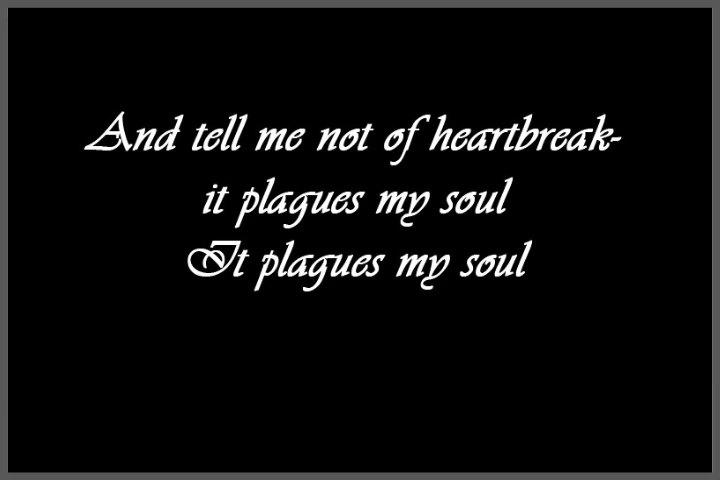 And tell me not of heartbreak-
it plagues my soul
It plagues my soul